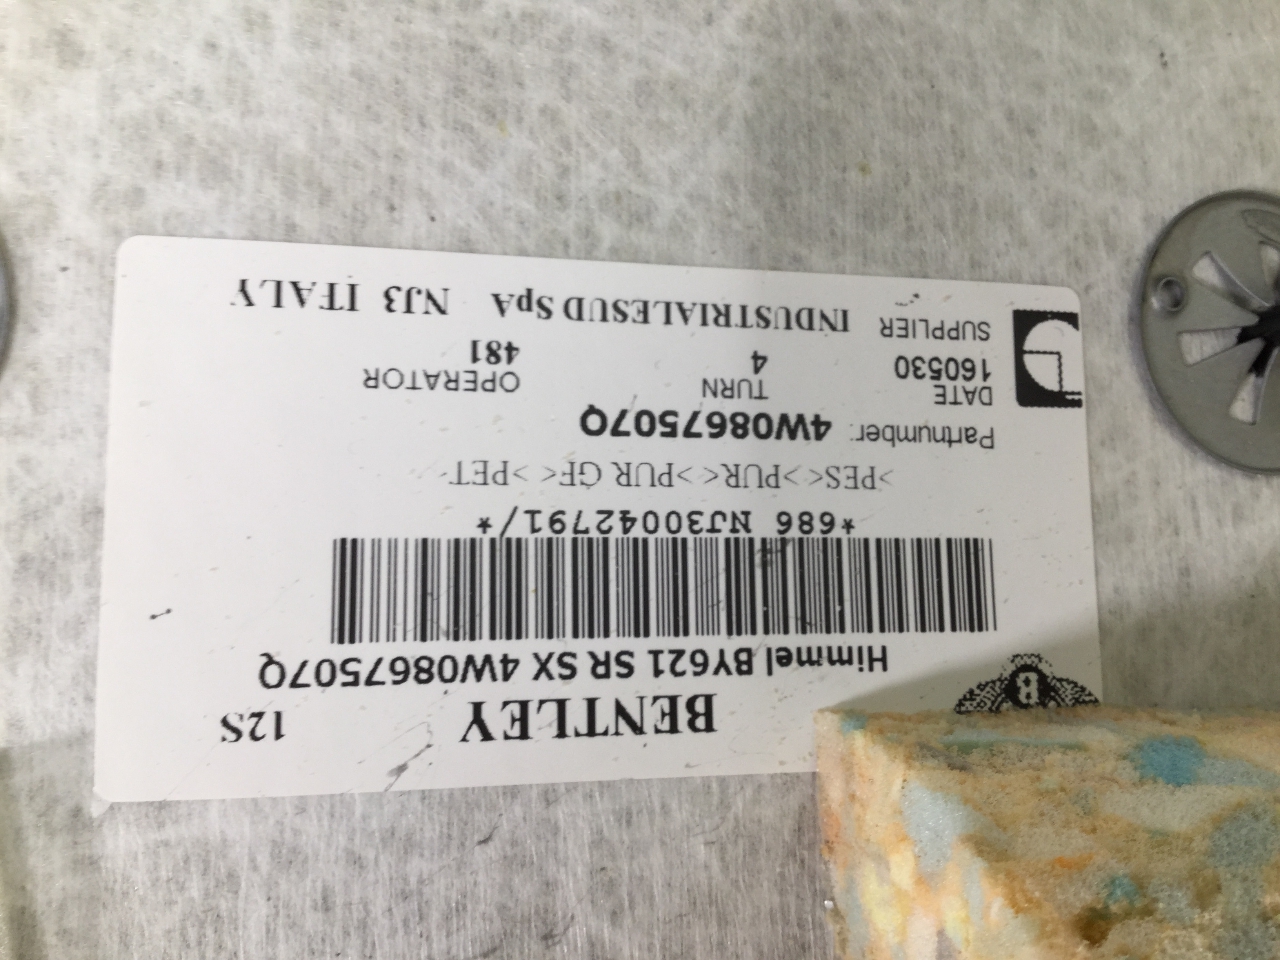 BENTLEY 12S
Himmel BY621 SR SX 4W0867507Q
*686 NJ30042791/*
>PES< >PUR< >PUR GF< >PET<
Partnumber: 4W0867507Q
DATE TURN OPERATOR
160530 4 481
SUPPLIER INDUSTRIALESUD SpA NJ3 ITALY
B